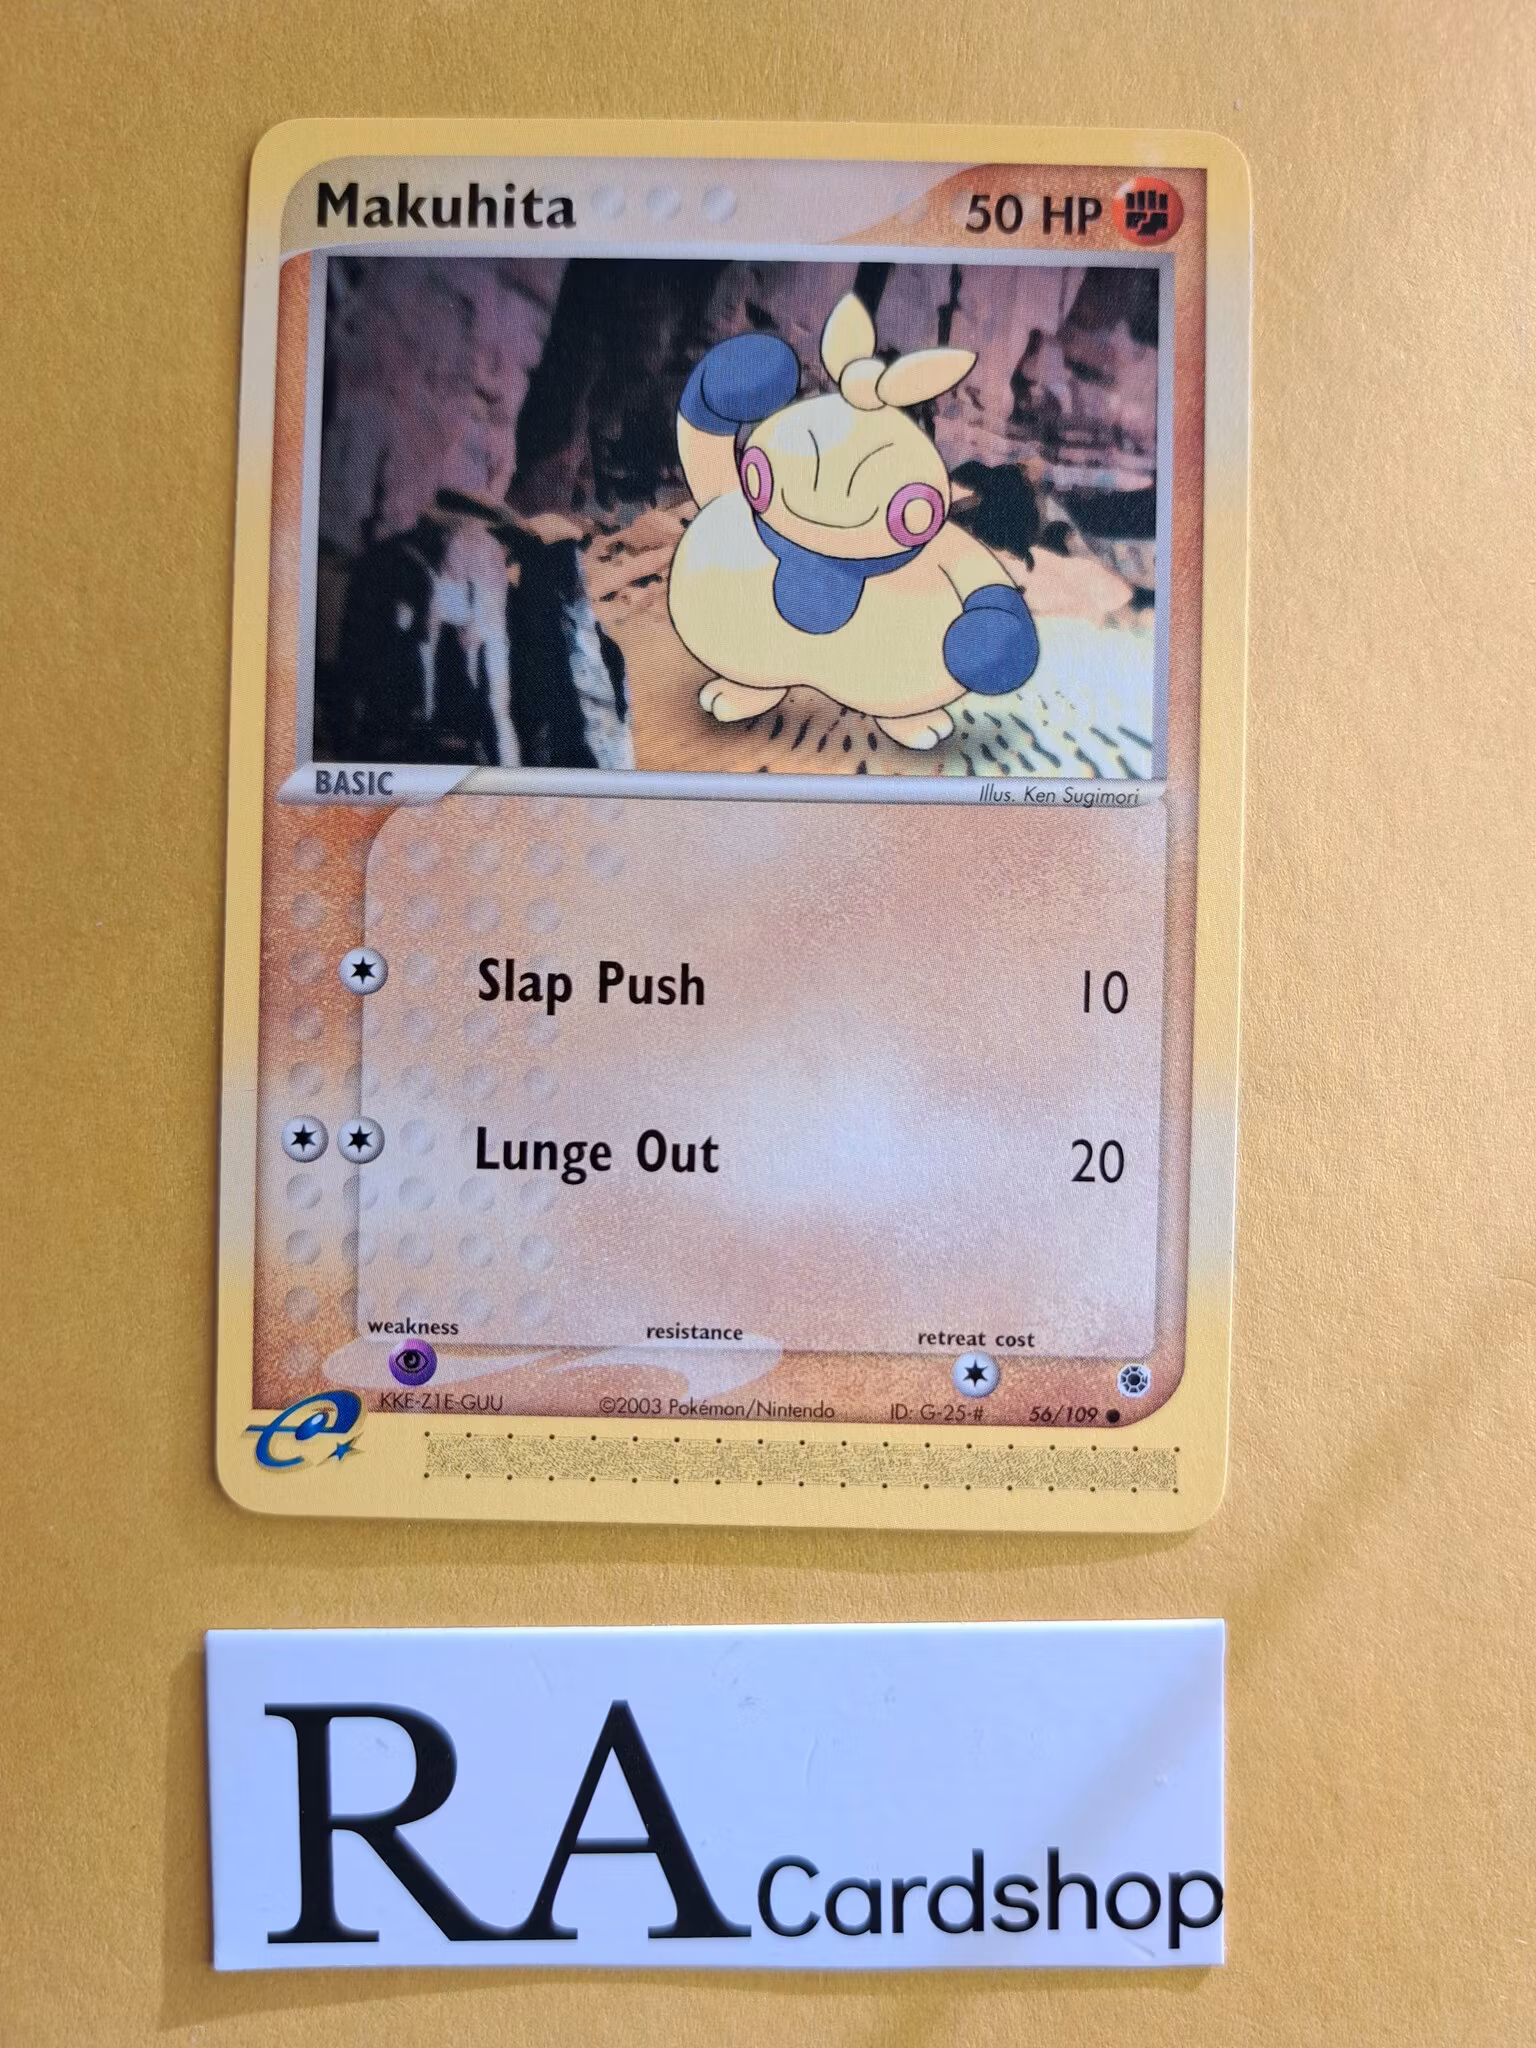 Makuhita
50 HP
BASIC
Illus. Ken Sugimori
Slap Push 10
Lunge Out 20
weakness resistance retreat cost
KKE-Z1E-GUU ©2003 Pokémon/Nintendo ID: G-25-# 56/109
e
RA Cardshop